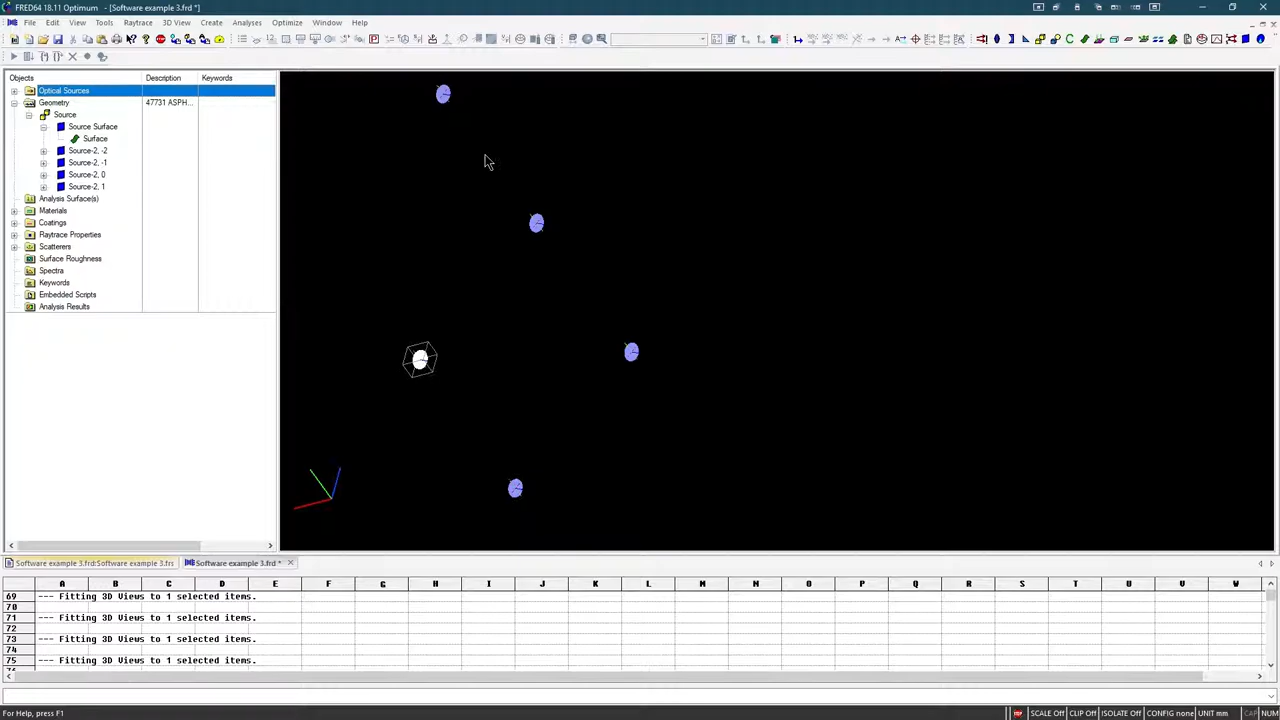 FRED64 18.11 Optimum - [Software example 3.frd *]
File Edit View Tools Raytrace 3D View Create Analyses Optimize Window Help
Objects Description Keywords
Optical Sources
Geometry 47731 ASPH...
Source
Source Surface
Surface
Source-2, -2
Source-2, -1
Source-2, 0
Source-2, 1
Analysis Surface(s)
Materials
Coatings
Raytrace Properties
Scatterers
Surface Roughness
Spectra
Keywords
Embedded Scripts
Analysis Results
Software example 3.frd:Software example 3.frs Software example 3.frd *
A B C D E F G H I J K L M N O P Q R S T U V W
69 --- Fitting 3D Views to 1 selected items.
70
71 --- Fitting 3D Views to 1 selected items.
72
73 --- Fitting 3D Views to 1 selected items.
74
75 --- Fitting 3D Views to 1 selected items.
For Help, press F1 SCALE Off CLIP Off ISOLATE Off CONFIG none UNIT mm CAP NUM